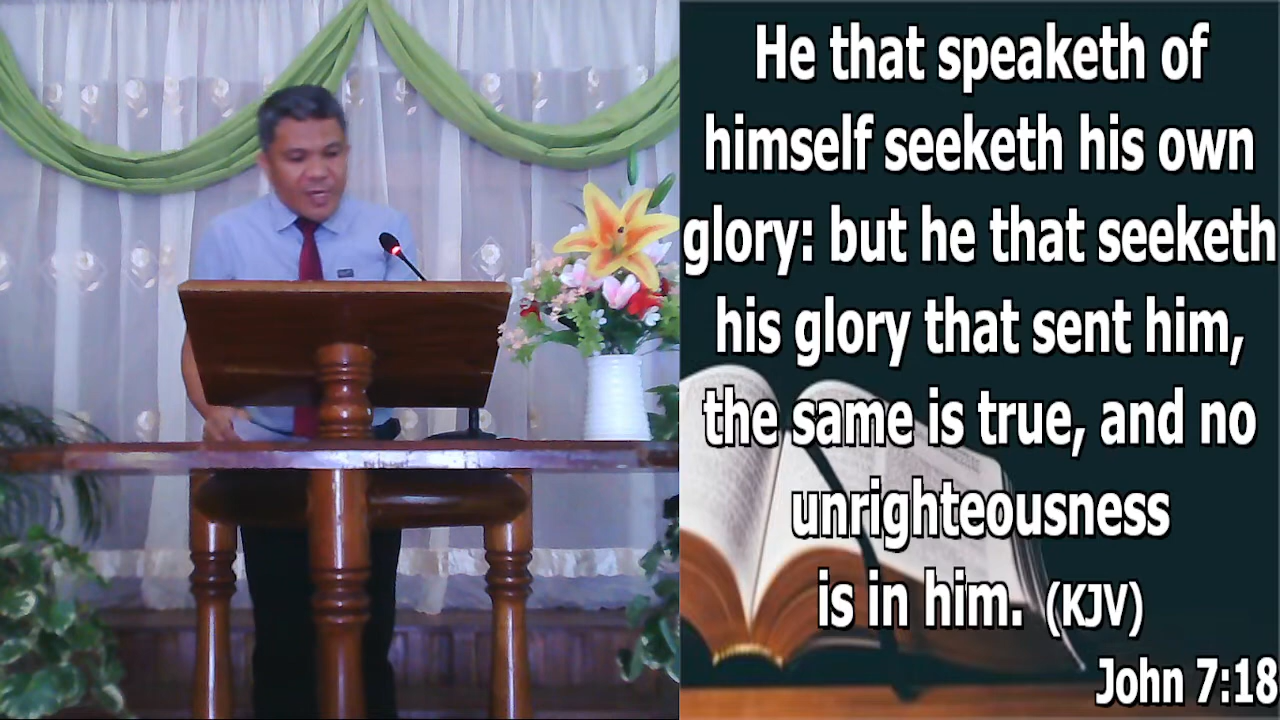 He that speaketh of
himself seeketh his own
glory: but he that seeketh
his glory that sent him,
the same is true, and no
unrighteousness
is in him. (KJV)
John 7:18